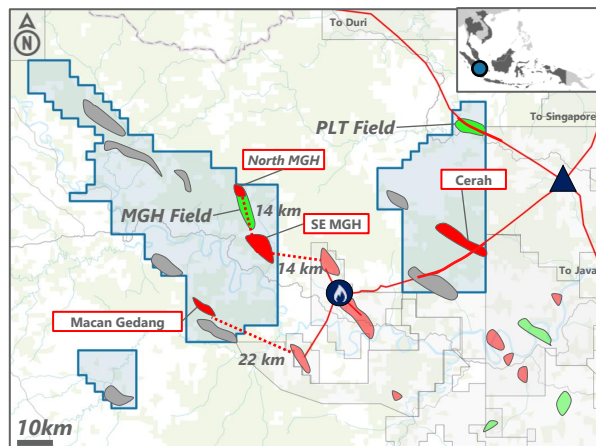 N
To Duri
To Singapore
PLT Field
North MGH
Cerah
MGH Field
14 km
SE MGH
14 km
To Java
Macan Gedang
22 km
10km